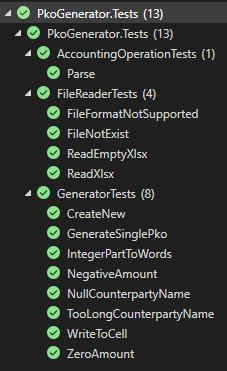 PkoGenerator.Tests (13)
PkoGenerator.Tests (13)
AccountingOperationTests (1)
Parse
FileReaderTests (4)
FileFormatNotSupported
FileNotExist
ReadEmptyXlsx
ReadXlsx
GeneratorTests (8)
CreateNew
GenerateSinglePko
IntegerPartToWords
NegativeAmount
NullCounterpartyName
TooLongCounterpartyName
WriteToCell
ZeroAmount